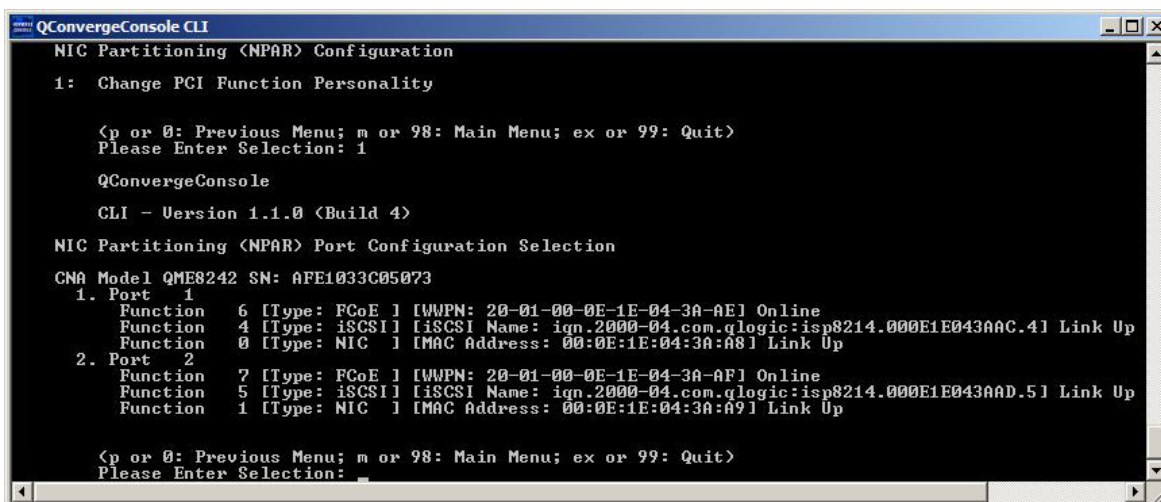 QConvergeConsole CLI
NIC Partitioning (NPAR) Configuration
1: Change PCI Function Personality
(p or 0: Previous Menu; m or 98: Main Menu; ex or 99: Quit)
Please Enter Selection: 1
QConvergeConsole
CLI - Version 1.1.0 (Build 4)
NIC Partitioning (NPAR) Port Configuration Selection
CNA Model QME8242 SN: AFE1033C05073
1. Port 1
Function 6 [Type: FCoE ] [WWPN: 20-01-00-0E-1E-04-3A-AE] Online
Function 4 [Type: iSCSI] [iSCSI Name: iqn.2000-04.com.qlogic:isp8214.000E1E043AAC.4] Link Up
Function 0 [Type: NIC ] [MAC Address: 00:0E:1E:04:3A:A8] Link Up
2. Port 2
Function 7 [Type: FCoE ] [WWPN: 20-01-00-0E-1E-04-3A-AF] Online
Function 5 [Type: iSCSI] [iSCSI Name: iqn.2000-04.com.qlogic:isp8214.000E1E043AAD.5] Link Up
Function 1 [Type: NIC ] [MAC Address: 00:0E:1E:04:3A:A9] Link Up
(p or 0: Previous Menu; m or 98: Main Menu; ex or 99: Quit)
Please Enter Selection: _